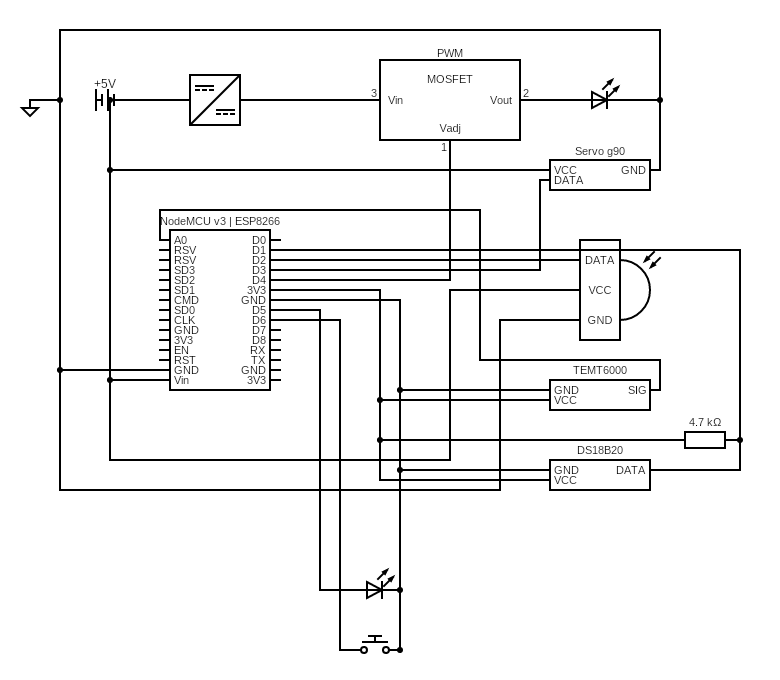 PWM
+5V
MOSFET
3
Vin
Vout
2
Vadj
1
Servo g90
VCC
GND
DATA
NodeMCU v3 | ESP8266
A0
D0
RSV
D1
RSV
D2
SD3
D3
SD2
D4
SD1
3V3
CMD
GND
SD0
D5
CLK
D6
GND
D7
3V3
D8
EN
RX
RST
TX
GND
GND
Vin
3V3
DATA
VCC
GND
TEMT6000
GND
SIG
VCC
4.7 kΩ
DS18B20
GND
DATA
VCC